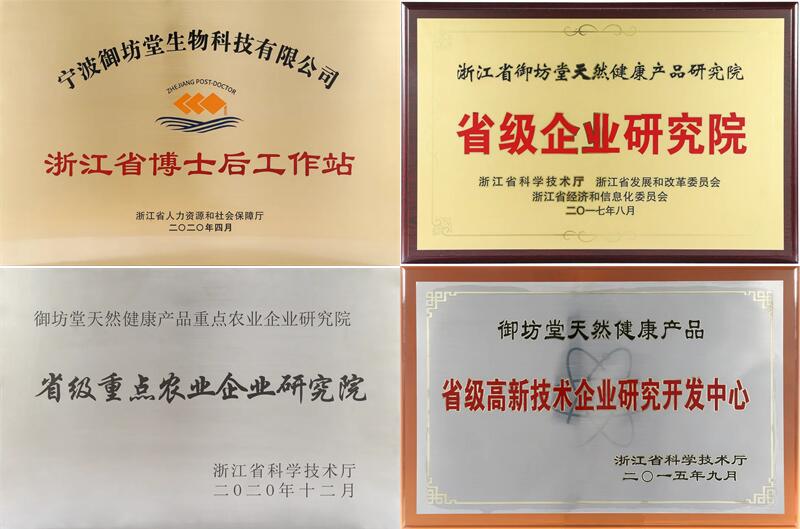 宁波御坊堂生物科技有限公司
ZHEJIANG POST-DOCTOR
浙江省博士后工作站
浙江省人力资源和社会保障厅
二〇二〇年四月
浙江省御坊堂天然健康产品研究院
省级企业研究院
浙江省科学技术厅 浙江省发展和改革委员会
浙江省经济和信息化委员会
二〇一七年八月
御坊堂天然健康产品重点农业企业研究院
省级重点农业企业研究院
浙江省科学技术厅
二〇二〇年十二月
御坊堂天然健康产品
省级高新技术企业研究开发中心
浙江省科学技术厅
二〇一五年九月